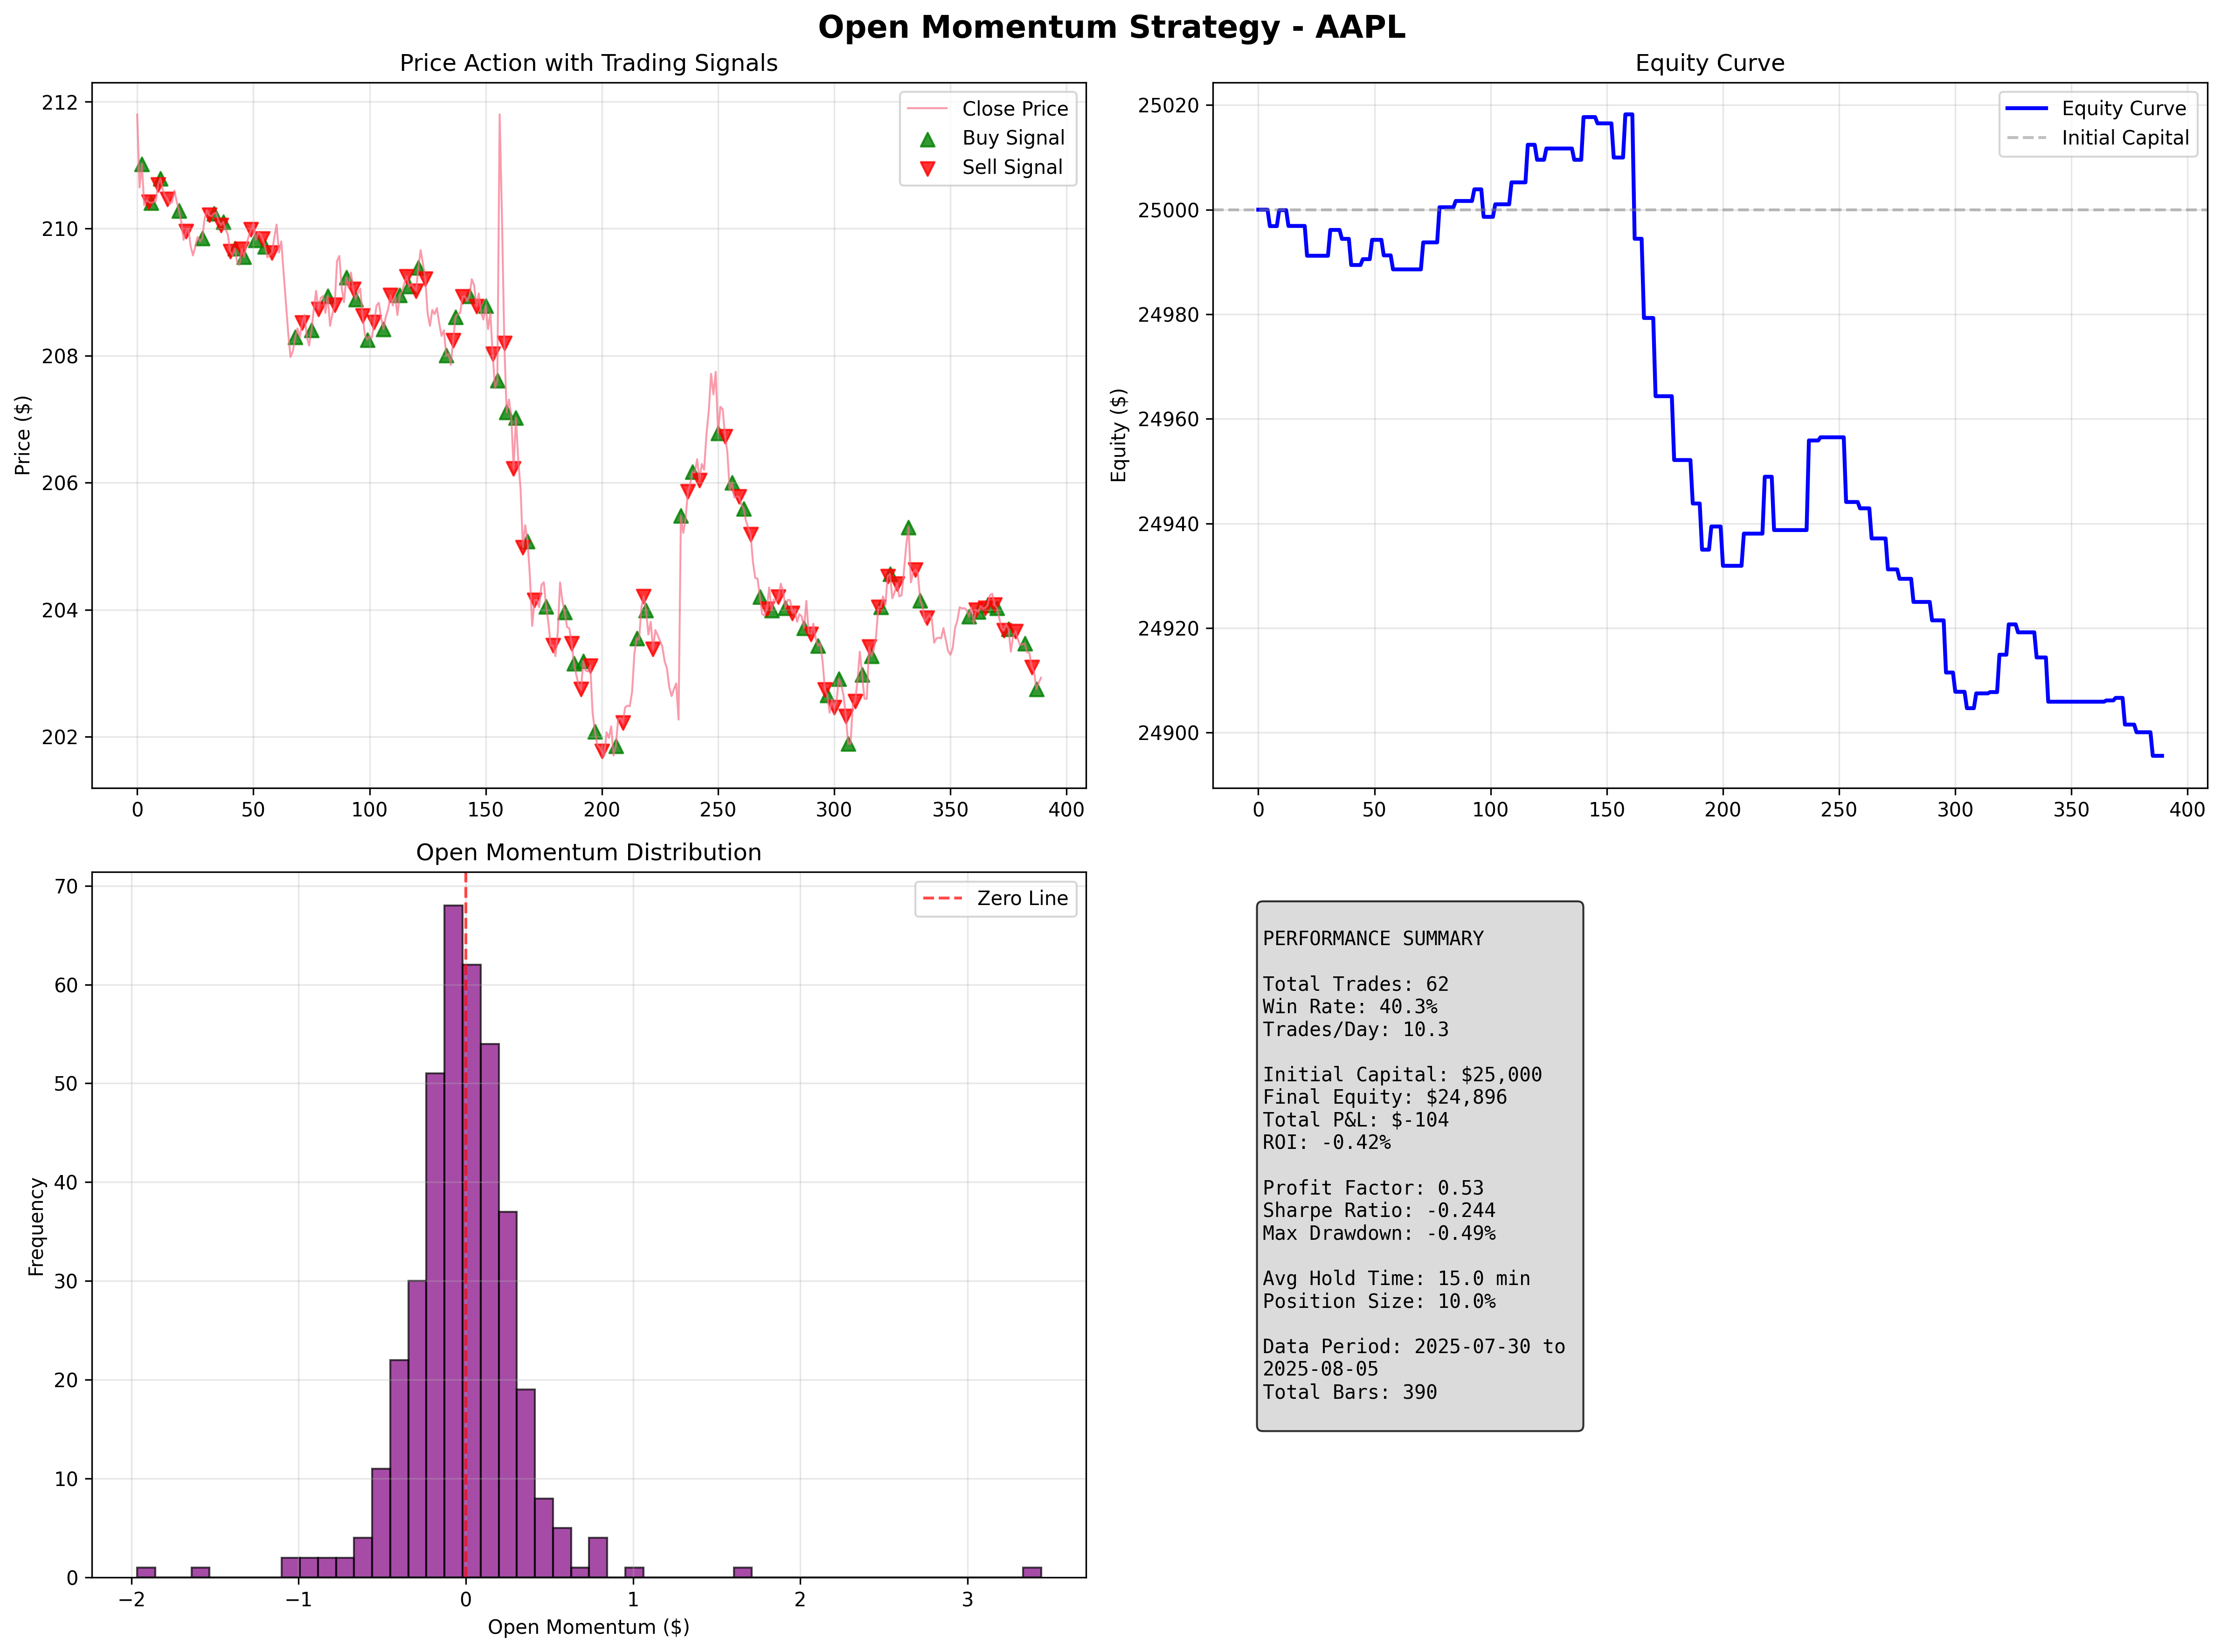 Open Momentum Strategy - AAPL
Price Action with Trading Signals
Price ($)
212
210
208
206
204
202
0
50
100
150
200
250
300
350
400
Close Price
Buy Signal
Sell Signal
Equity Curve
Equity ($)
25020
25000
24980
24960
24940
24920
24900
0
50
100
150
200
250
300
350
400
Equity Curve
Initial Capital
Open Momentum Distribution
Frequency
70
60
50
40
30
20
10
0
−2
−1
0
1
2
3
Open Momentum ($)
Zero Line
PERFORMANCE SUMMARY
Total Trades: 62
Win Rate: 40.3%
Trades/Day: 10.3
Initial Capital: $25,000
Final Equity: $24,896
Total P&L: $-104
ROI: -0.42%
Profit Factor: 0.53
Sharpe Ratio: -0.244
Max Drawdown: -0.49%
Avg Hold Time: 15.0 min
Position Size: 10.0%
Data Period: 2025-07-30 to
2025-08-05
Total Bars: 390